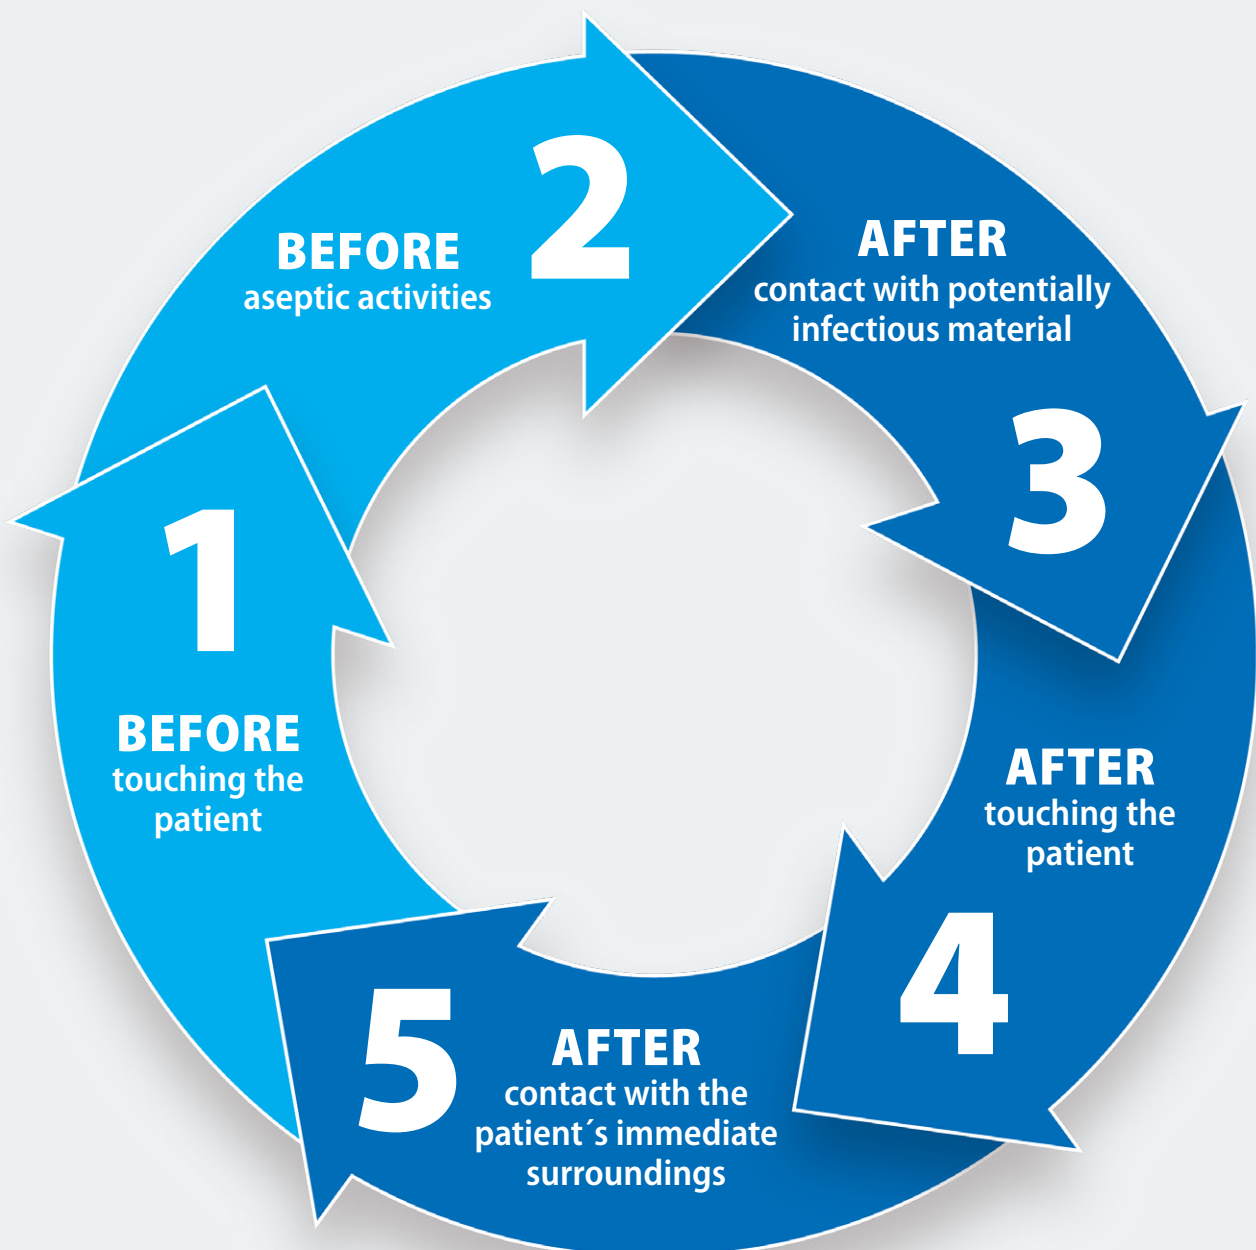 1
BEFORE
touching the
patient
2
BEFORE
aseptic activities
AFTER
contact with potentially
infectious material
3
AFTER
touching the
patient
4
5
AFTER
contact with the
patient´s immediate
surroundings